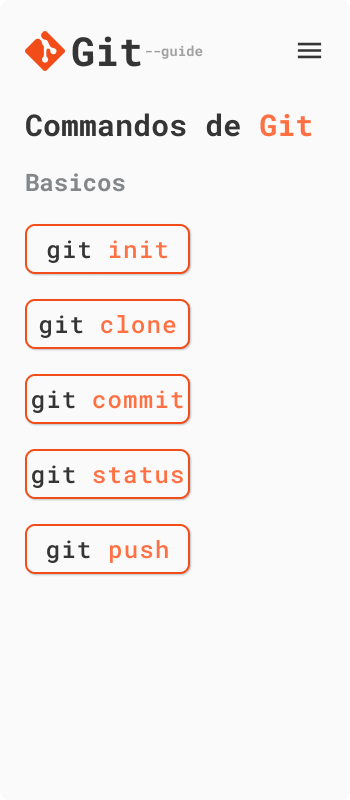 Git --guide
Commandos de Git
Basicos
git init
git clone
git commit
git status
git push